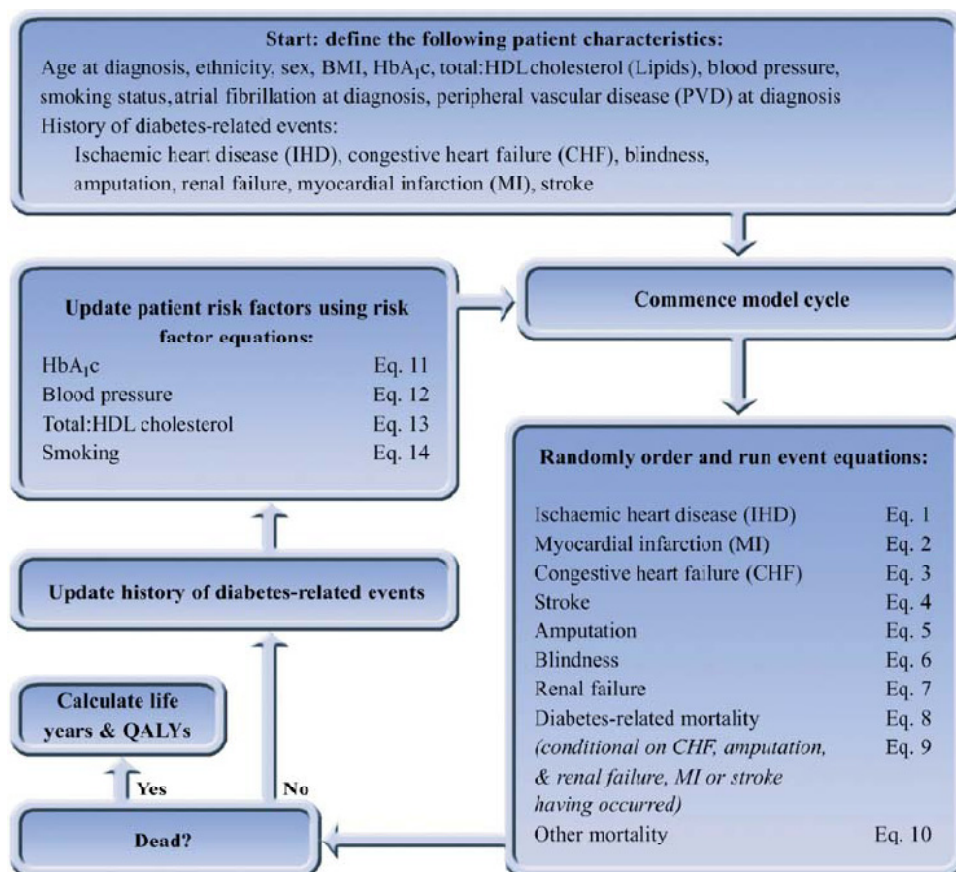 Start: define the following patient characteristics:
Age at diagnosis, ethnicity, sex, BMI, HbA₁c, total:HDL cholesterol (Lipids), blood pressure,
smoking status, atrial fibrillation at diagnosis, peripheral vascular disease (PVD) at diagnosis
History of diabetes-related events:
Ischaemic heart disease (IHD), congestive heart failure (CHF), blindness,
amputation, renal failure, myocardial infarction (MI), stroke
Update patient risk factors using risk
factor equations:
HbA₁c Eq. 11
Blood pressure Eq. 12
Total:HDL cholesterol Eq. 13
Smoking Eq. 14
Commence model cycle
Randomly order and run event equations:
Ischaemic heart disease (IHD) Eq. 1
Myocardial infarction (MI) Eq. 2
Congestive heart failure (CHF) Eq. 3
Stroke Eq. 4
Amputation Eq. 5
Blindness Eq. 6
Renal failure Eq. 7
Diabetes-related mortality Eq. 8
(conditional on CHF, amputation, Eq. 9
& renal failure, MI or stroke
having occurred)
Other mortality Eq. 10
Update history of diabetes-related events
Calculate life
years & QALYs
Yes No
Dead?